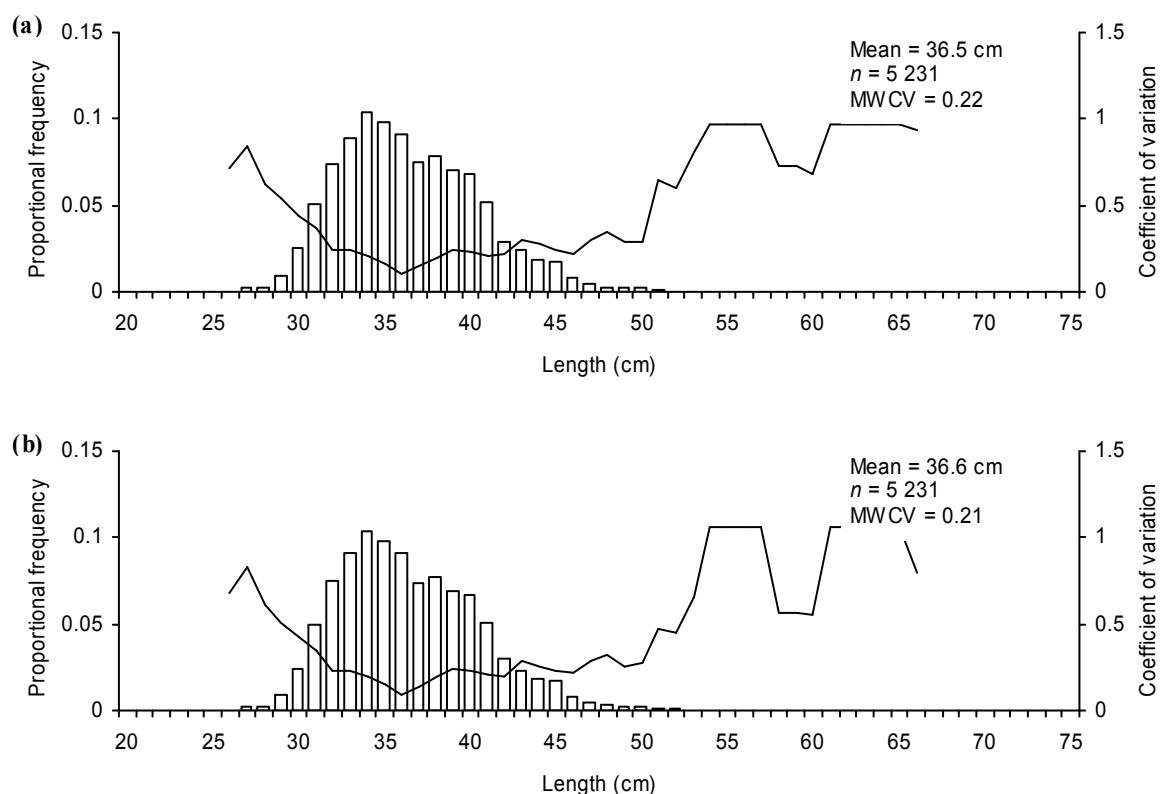 (a)
0.15
0.1
0.05
0
Proportional frequency
Mean = 36.5 cm
n = 5 231
MWCV = 0.22
1.5
1
0.5
0
Coefficient of variation
20 25 30 35 40 45 50 55 60 65 70 75
Length (cm)
(b)
0.15
0.1
0.05
0
Proportional frequency
Mean = 36.6 cm
n = 5 231
MWCV = 0.21
1.5
1
0.5
0
Coefficient of variation
20 25 30 35 40 45 50 55 60 65 70 75
Length (cm)